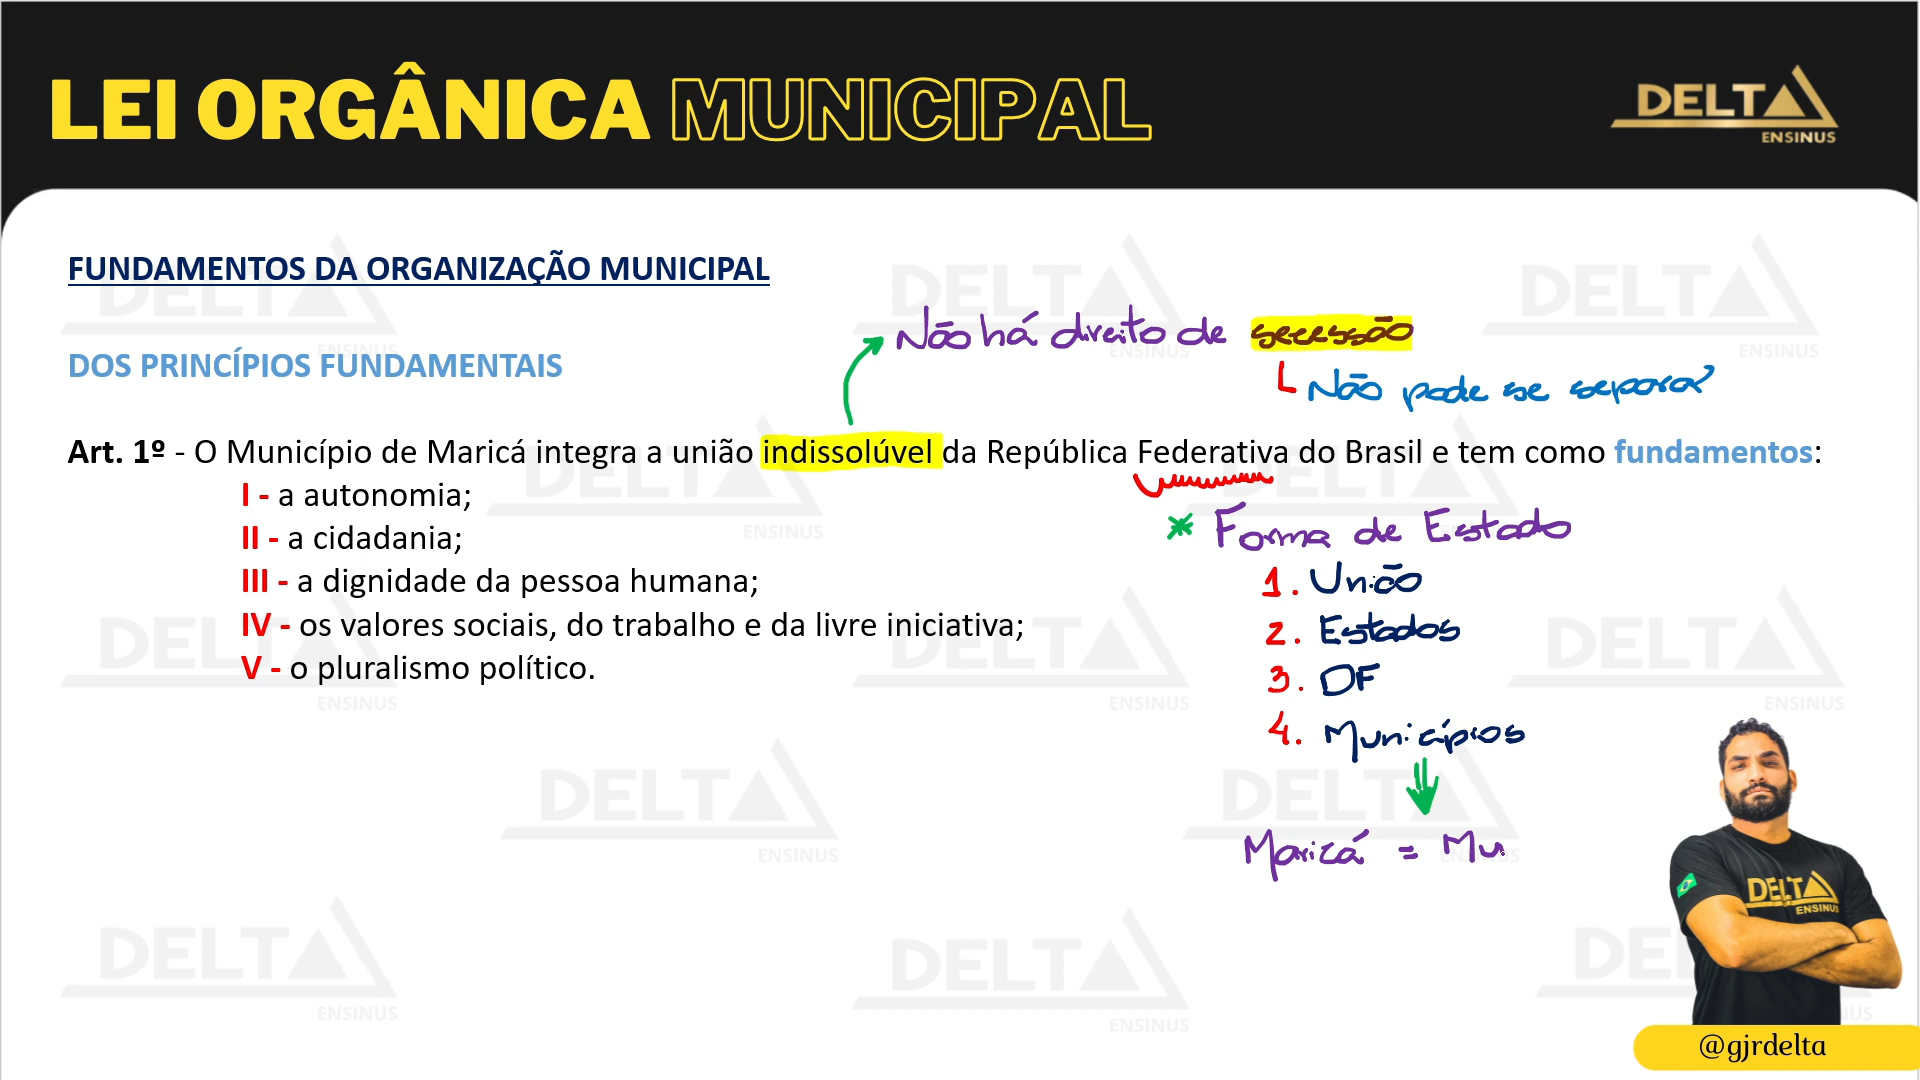 LEI ORGÂNICA MUNICIPAL
DELTA
ENSINUS
FUNDAMENTOS DA ORGANIZAÇÃO MUNICIPAL
Não há direito de secessão
DOS PRINCÍPIOS FUNDAMENTAIS
Não pode se separar
Art. 1º - O Município de Maricá integra a união indissolúvel da República Federativa do Brasil e tem como fundamentos:
I - a autonomia;
II - a cidadania;
III - a dignidade da pessoa humana;
IV - os valores sociais, do trabalho e da livre iniciativa;
V - o pluralismo político.
* Forma de Estado
1. União
2. Estados
3. DF
4. Municípios
Maricá = Mu
DELTA
ENSINUS
@gjrdelta